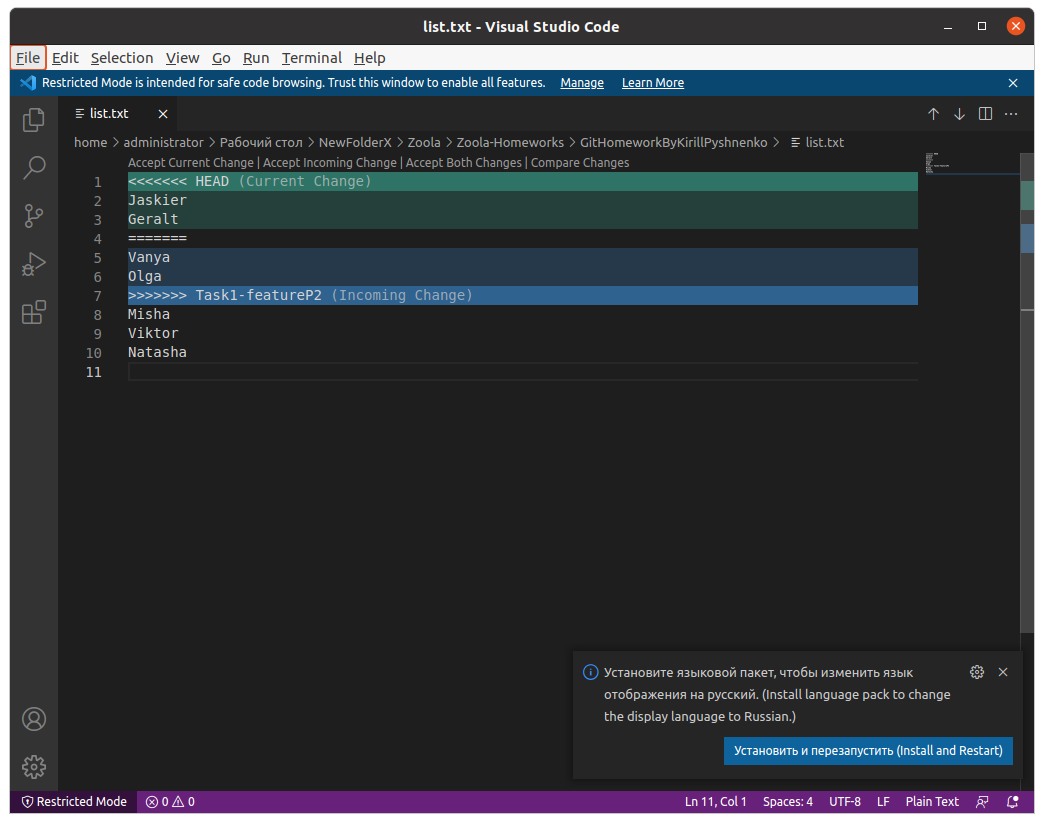 list.txt - Visual Studio Code
File Edit Selection View Go Run Terminal Help
Restricted Mode is intended for safe code browsing. Trust this window to enable all features. Manage Learn More
list.txt
home > administrator > Рабочий стол > NewFolderX > Zoola > Zoola-Homeworks > GitHomeworkByKirillPyshnenko > list.txt
Accept Current Change | Accept Incoming Change | Accept Both Changes | Compare Changes
1 <<<<<<< HEAD (Current Change)
2 Jaskier
3 Geralt
4 =======
5 Vanya
6 Olga
7 >>>>>>> Task1-featureP2 (Incoming Change)
8 Misha
9 Viktor
10 Natasha
11
Установите языковой пакет, чтобы изменить язык
отображения на русский. (Install language pack to change
the display language to Russian.)
Установить и перезапустить (Install and Restart)
Restricted Mode 0 0 Ln 11, Col 1 Spaces: 4 UTF-8 LF Plain Text